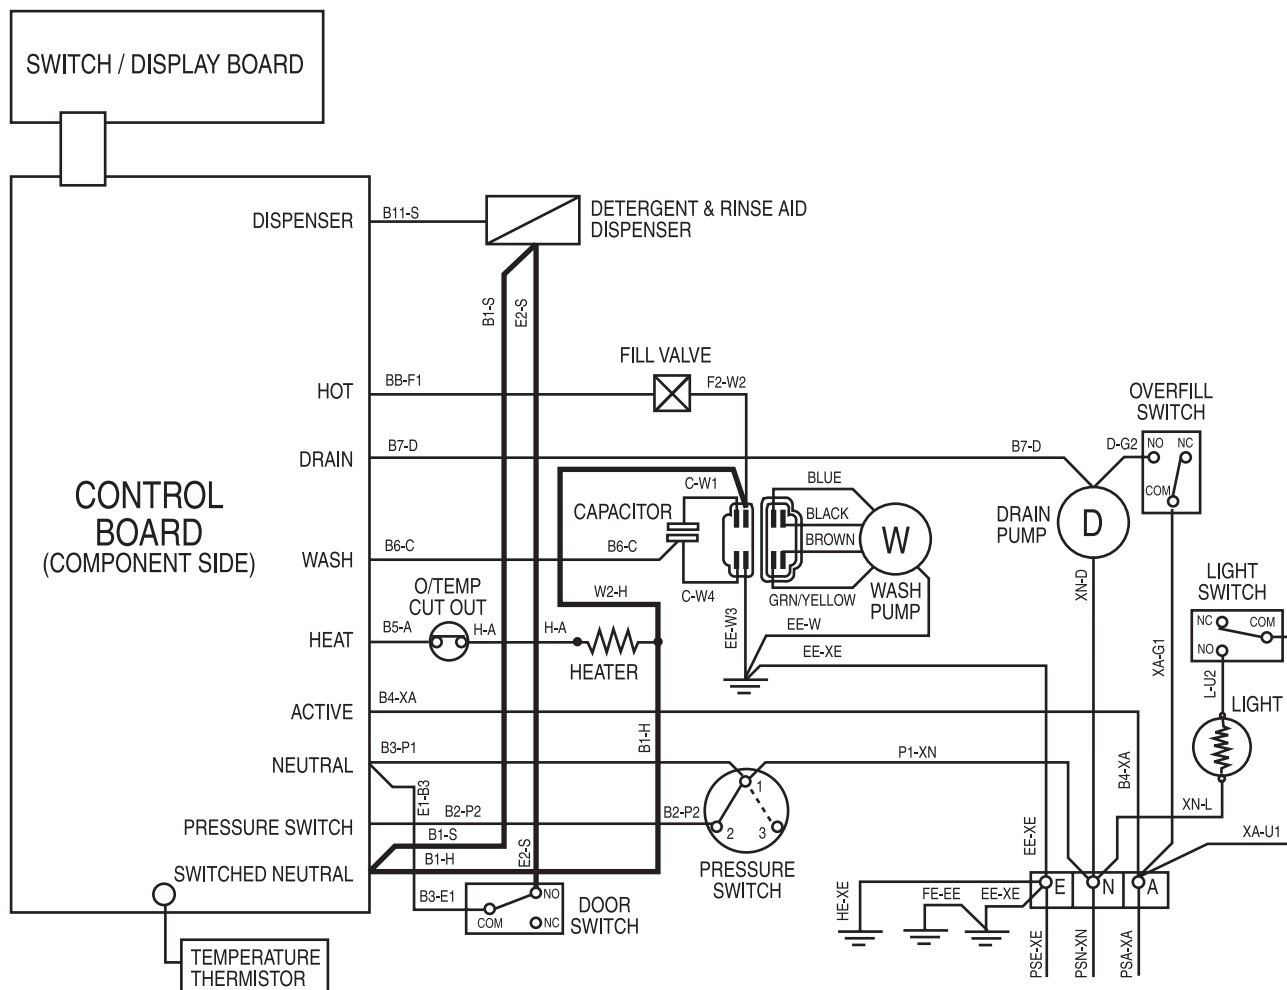 SWITCH / DISPLAY BOARD
DISPENSER
B11-S
DETERGENT & RINSE AID
DISPENSER
B1-S
E2-S
FILL VALVE
HOT
BB-F1
F2-W2
OVERFILL
SWITCH
DRAIN
B7-D
B7-D
D-G2
NO
NC
COM
CONTROL
BOARD
(COMPONENT SIDE)
C-W1
BLUE
CAPACITOR
BLACK
BROWN
W
D
DRAIN
PUMP
WASH
B6-C
B6-C
C-W4
GRN/YELLOW
WASH
PUMP
XN-D
LIGHT
SWITCH
O/TEMP
CUT OUT
W2-H
HEAT
B5-A
H-A
H-A
HEATER
EE-W3
EE-W
EE-XE
XA-G1
NC
COM
NO
L-U2
LIGHT
ACTIVE
B4-XA
B1-H
NEUTRAL
B3-P1
P1-XN
B4-XA
E1-B3
1
2
3
XN-L
PRESSURE SWITCH
B2-P2
B2-P2
B1-S
EE-XE
XA-U1
PRESSURE
SWITCH
SWITCHED NEUTRAL
B1-H
E2-S
B3-E1
NO
COM
NC
DOOR
SWITCH
HE-XE
FE-EE
EE-XE
E
N
A
PSE-XE
PSN-XN
PSA-XA
TEMPERATURE
THERMISTOR